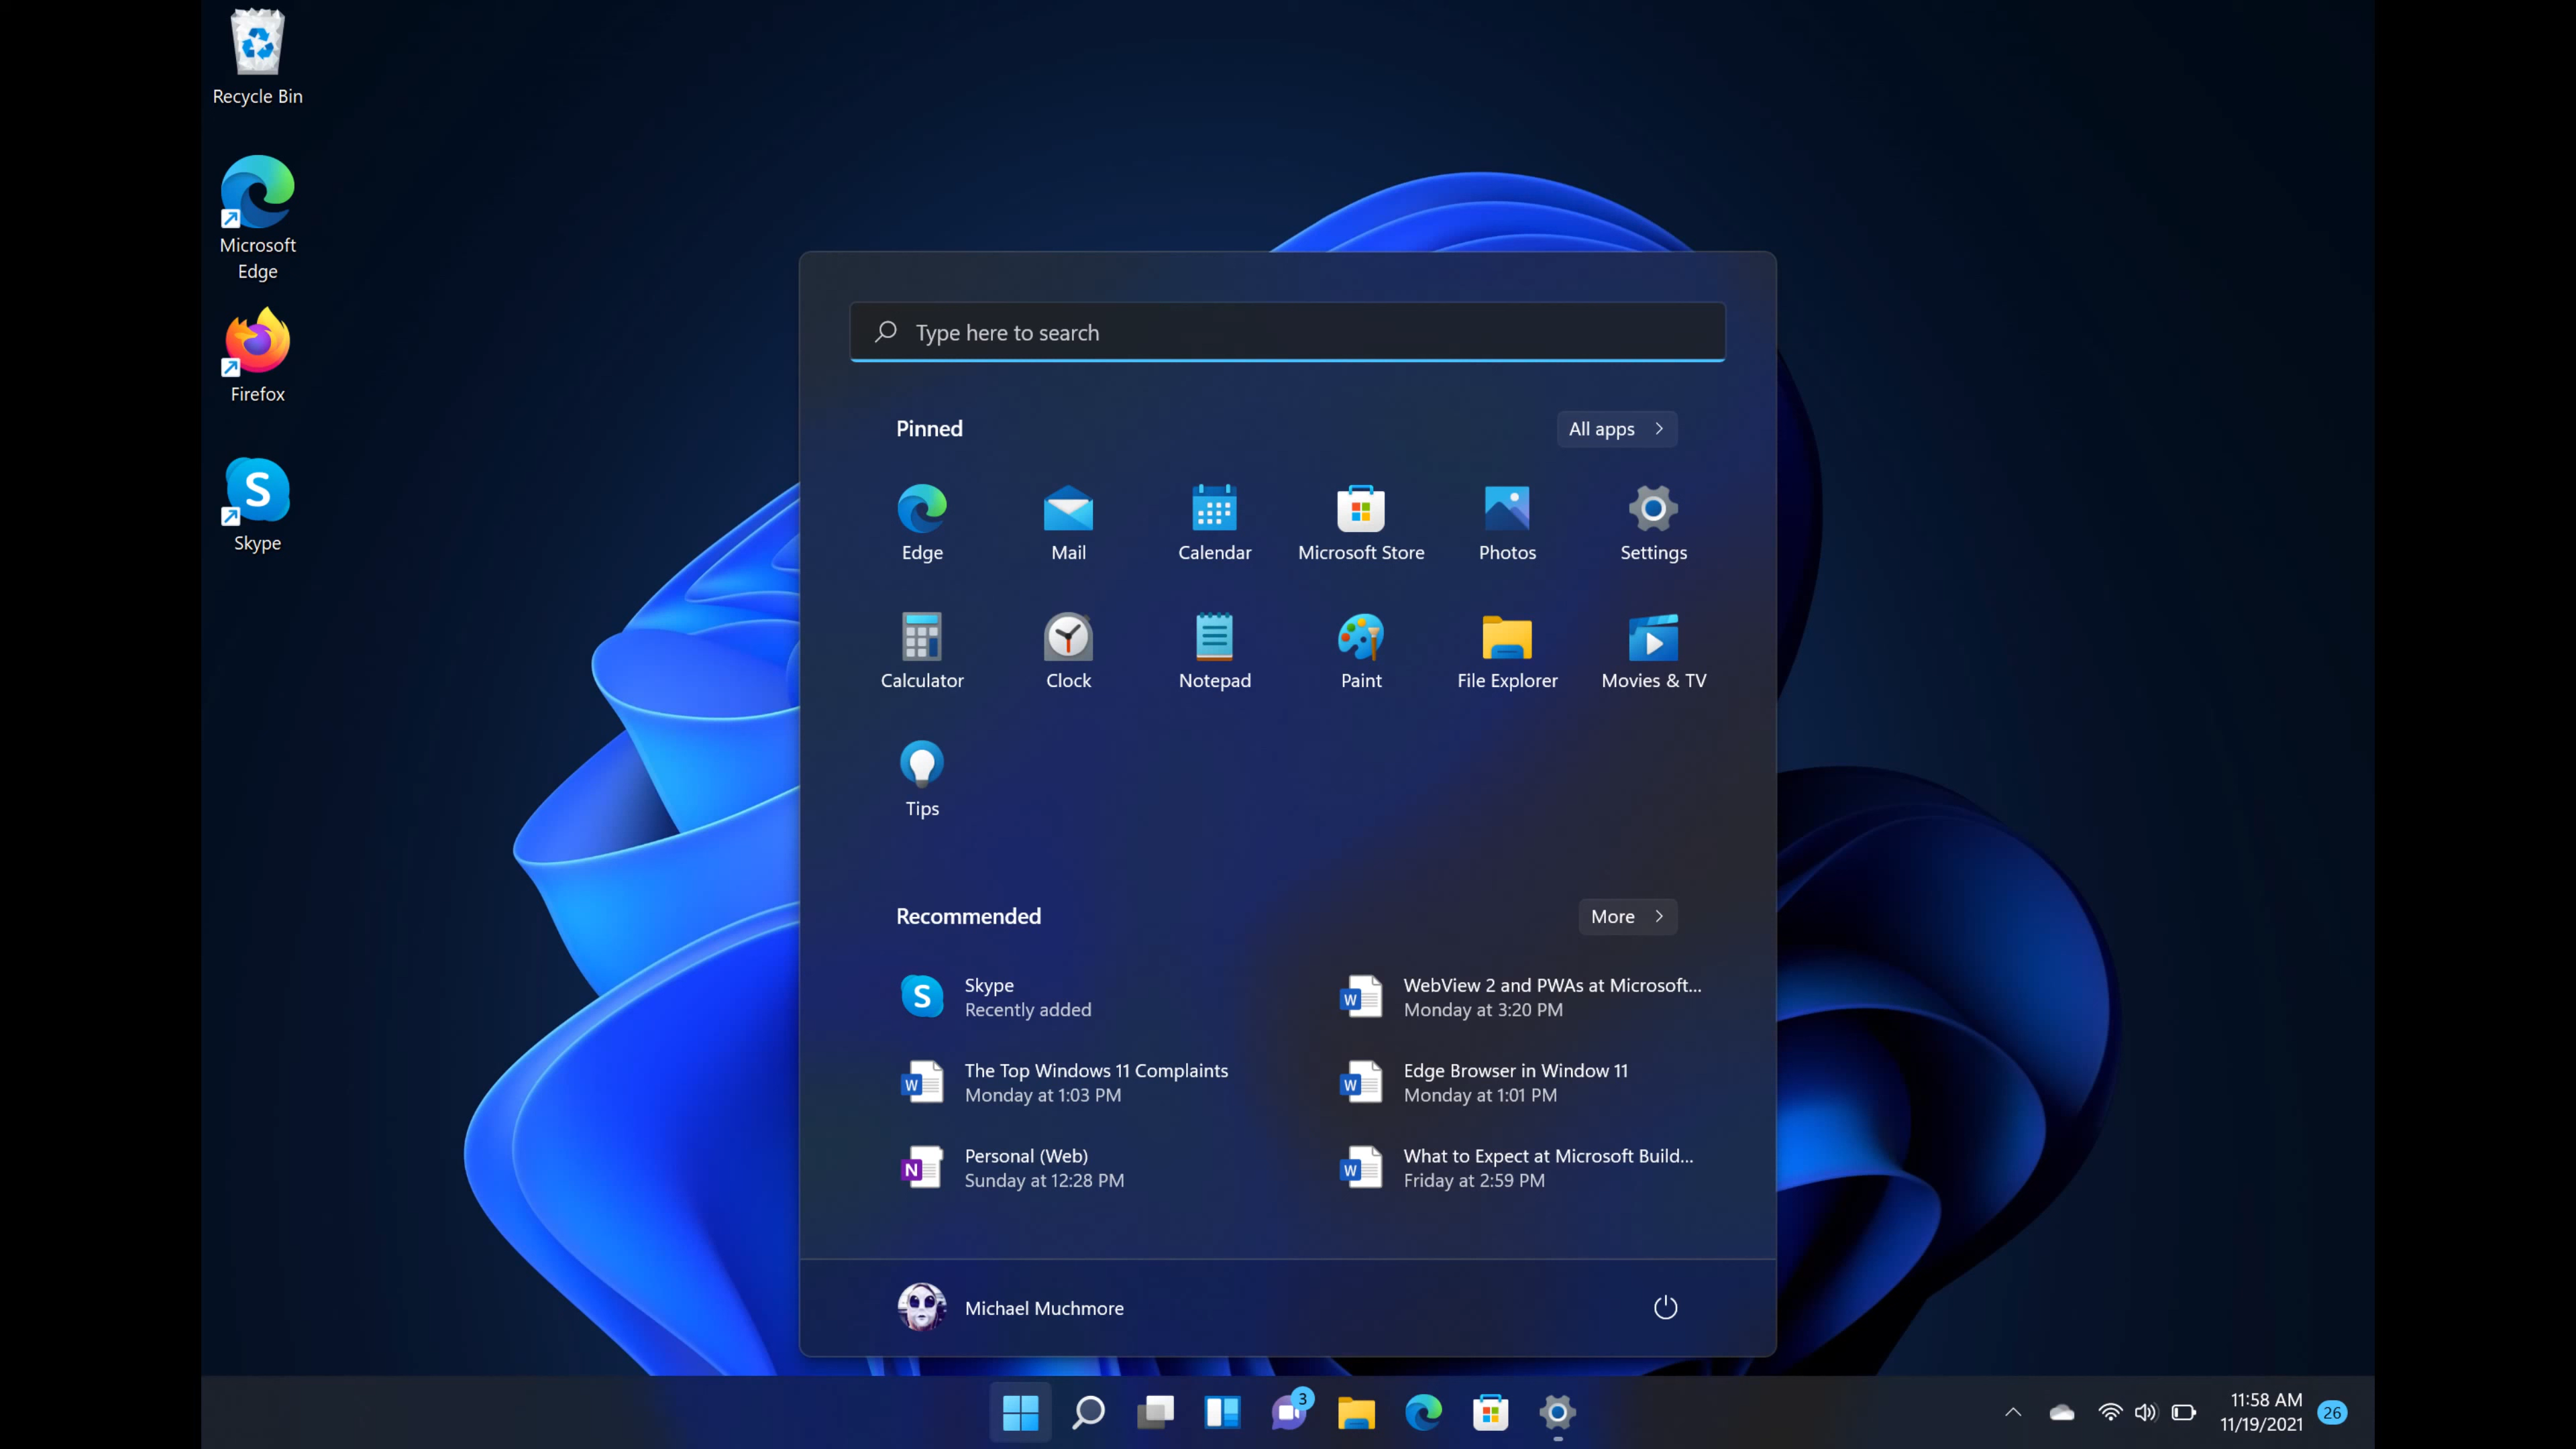 Recycle Bin
Microsoft
Edge
Firefox
S
Skype
Type here to search
Pinned
All apps
Edge
Mail
Calendar
Microsoft Store
Photos
Settings
Calculator
Clock
Notepad
Paint
File Explorer
Movies & TV
Tips
Recommended
More
S
Skype
Recently added
W
WebView 2 and PWAs at Microsoft...
Monday at 3:20 PM
W
The Top Windows 11 Complaints
Monday at 1:03 PM
W
Edge Browser in Window 11
Monday at 1:01 PM
N
Personal (Web)
Sunday at 12:28 PM
W
What to Expect at Microsoft Build...
Friday at 2:59 PM
Michael Muchmore
3
11:58 AM
11/19/2021
26